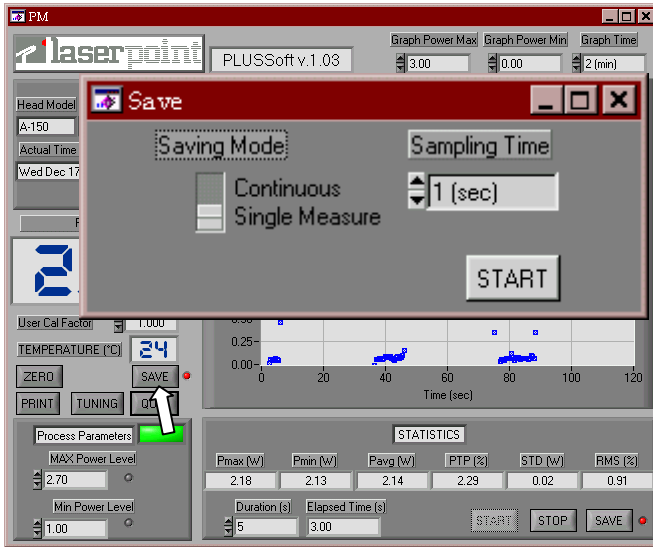 PM
laserpoint
PLUSSoft v.1.03
Graph Power Max Graph Power Min Graph Time
3.00 0.00 2 (min)
Head Model
A-150
Actual Time
Wed Dec 17
Save
Saving Mode
Continuous
Single Measure
Sampling Time
1 (sec)
START
User Cal Factor 1.000
TEMPERATURE (°C) 24
ZERO SAVE
PRINT TUNING
0.25-
0.00-
0 20 40 60 80 100 120
Time (sec)
Process Parameters
MAX Power Level
2.70
Min Power Level
1.00
STATISTICS
Pmax (W) Pmin (W) Pavg (W) PTP (%) STD (W) RMS (%)
2.18 2.13 2.14 2.29 0.02 0.91
Duration (s) Elapsed Time (s)
5 3.00
START STOP SAVE